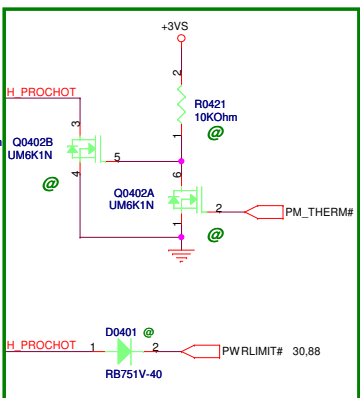 +3VS
H_PROCHOT
2
R0421
10KOhm
1
@
3
Q0402B
UM6K1N
5
4
@
6
Q0402A
UM6K1N
2
PM_THERM#
1
@
D0401 @
H_PROCHOT 1 2 PWRLIMIT# 30,88
RB751V-40